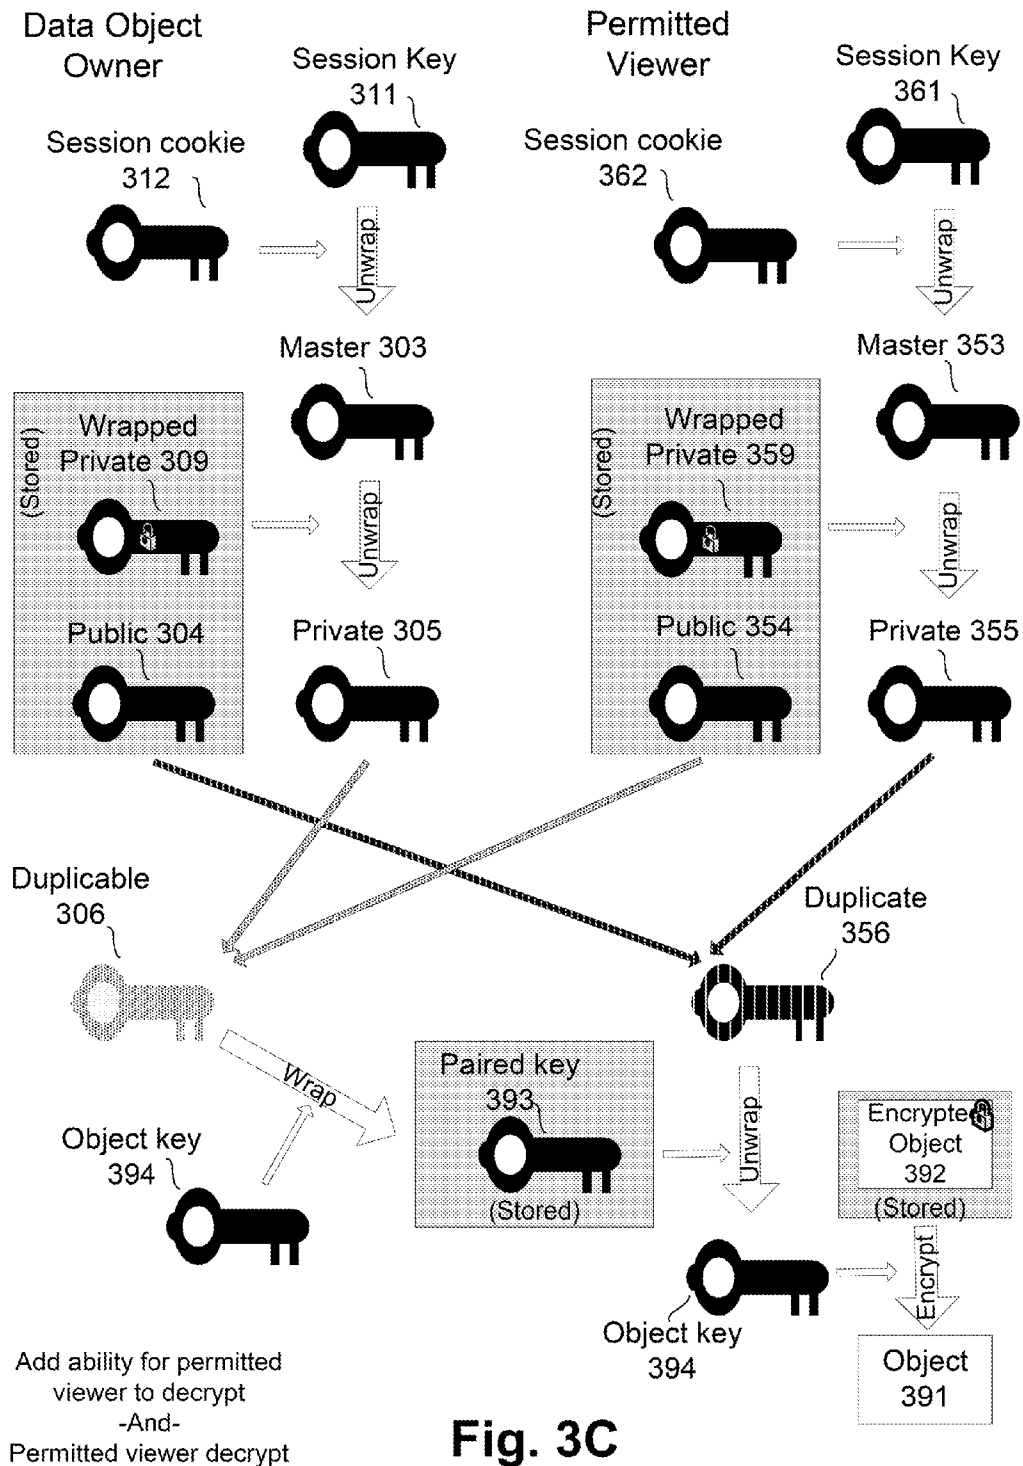 Data Object
Owner
Session Key
311
Session cookie
312
Unwrap
Master 303
(Stored)
Wrapped
Private 309
Unwrap
Public 304
Private 305
Permitted
Viewer
Session Key
361
Session cookie
362
Unwrap
Master 353
(Stored)
Wrapped
Private 359
Unwrap
Public 354
Private 355
Duplicable
306
Duplicate
356
Wrap
Object key
394
Paired key
393
(Stored)
Unwrap
Encrypte
Object
392
(Stored)
Encrypt
Object key
394
Object
391
Add ability for permitted
viewer to decrypt
-And-
Permitted viewer decrypt
Fig. 3C